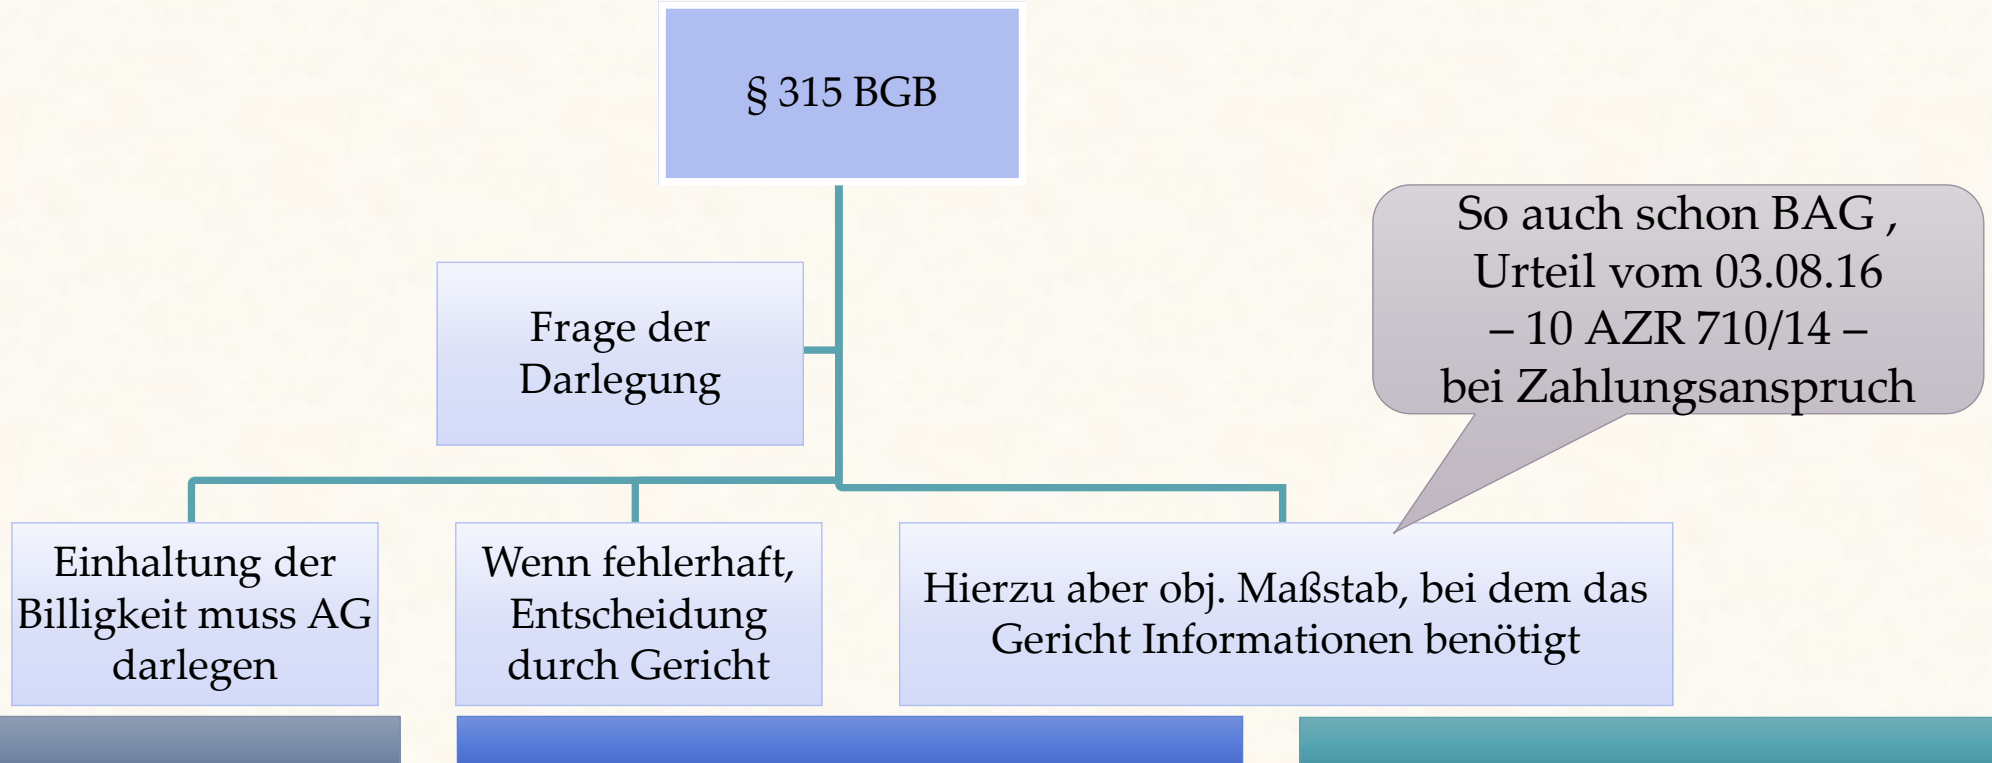 § 315 BGB
So auch schon BAG ,
Urteil vom 03.08.16
– 10 AZR 710/14 –
bei Zahlungsanspruch
Frage der
Darlegung
Einhaltung der
Billigkeit muss AG
darlegen
Wenn fehlerhaft,
Entscheidung
durch Gericht
Hierzu aber obj. Maßstab, bei dem das
Gericht Informationen benötigt